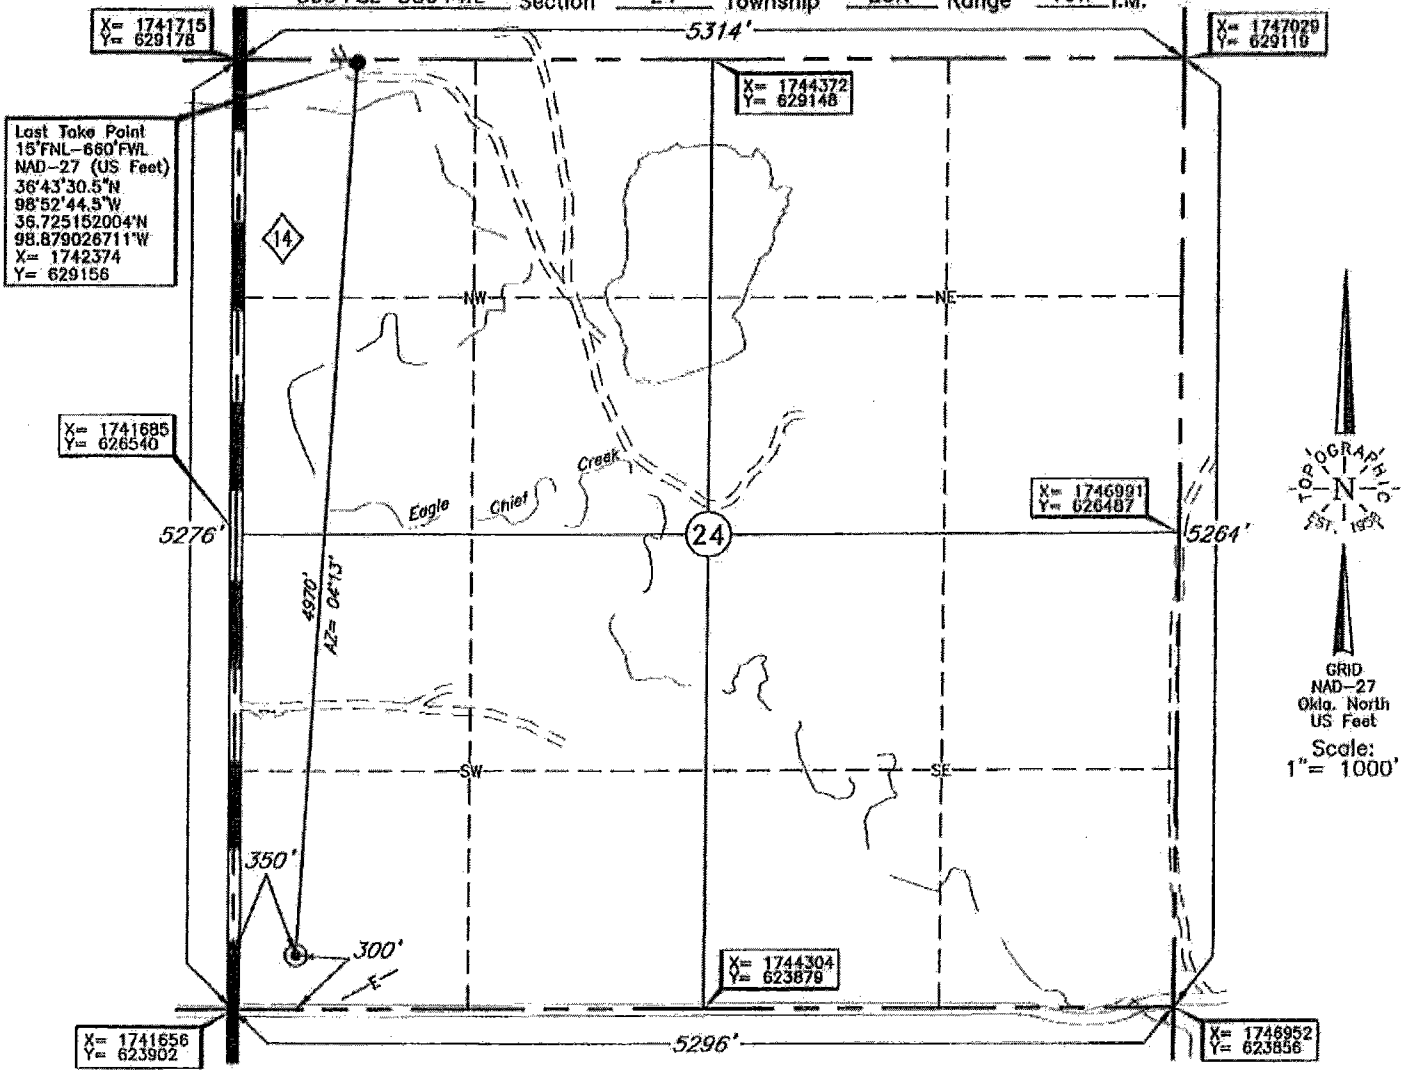 Section
Township
Range
I.M.
X= 1741715
Y= 629178
5314'
X= 1747029
Y= 629119
X= 1744372
Y= 629148
Last Take Point
15'FNL-660'FWL
NAD-27 (US Feet)
36°43'30.5"N
98°52'44.5"W
36.725152004°N
98.879026711°W
X= 1742374
Y= 629156
14
NW
NE
X= 1741685
Y= 626540
Creek
Eagle
Chief
X= 1746991
Y= 626487
TOPOGRAPHIC
N
5276'
24
5264'
4970'
AZ= 04°13'
GRID
NAD-27
Okla. North
US Feet
Scale:
1"= 1000'
SW
SE
350'
300'
E
X= 1744304
Y= 623879
X= 1741656
Y= 623902
5296'
X= 1746952
Y= 623856